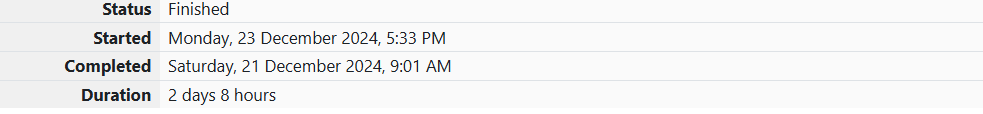 Status Finished
Started Monday, 23 December 2024, 5:33 PM
Completed Saturday, 21 December 2024, 9:01 AM
Duration 2 days 8 hours